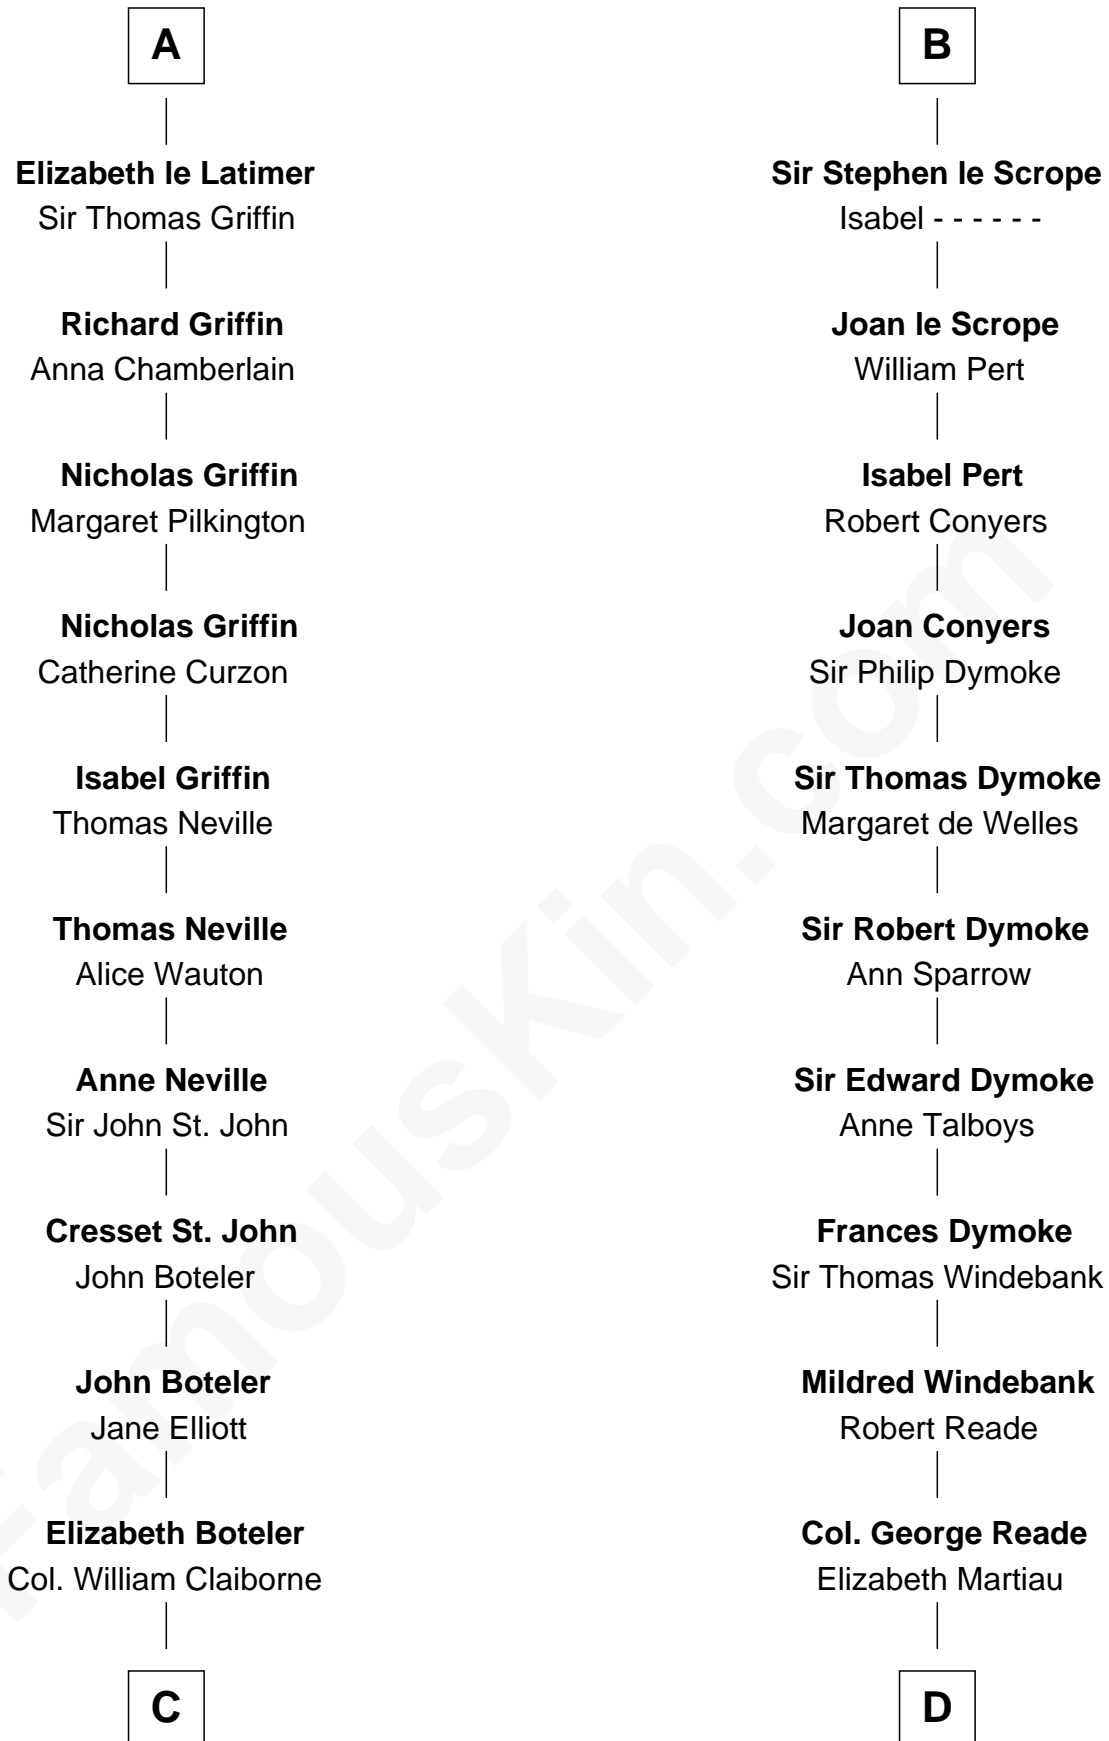 A
Elizabeth le Latimer
Sir Thomas Griffin
Richard Griffin
Anna Chamberlain
Nicholas Griffin
Margaret Pilkington
Nicholas Griffin
Catherine Curzon
Isabel Griffin
Thomas Neville
Thomas Neville
Alice Wauton
Anne Neville
Sir John St. John
Cresset St. John
John Boteler
John Boteler
Jane Elliott
Elizabeth Boteler
Col. William Claiborne
C
B
Sir Stephen le Scrope
Isabel - - - - - -
Joan le Scrope
William Pert
Isabel Pert
Robert Conyers
Joan Conyers
Sir Philip Dymoke
Sir Thomas Dymoke
Margaret de Welles
Sir Robert Dymoke
Ann Sparrow
Sir Edward Dymoke
Anne Talboys
Frances Dymoke
Sir Thomas Windebank
Mildred Windebank
Robert Reade
Col. George Reade
Elizabeth Martiau
D
FamousKin.com